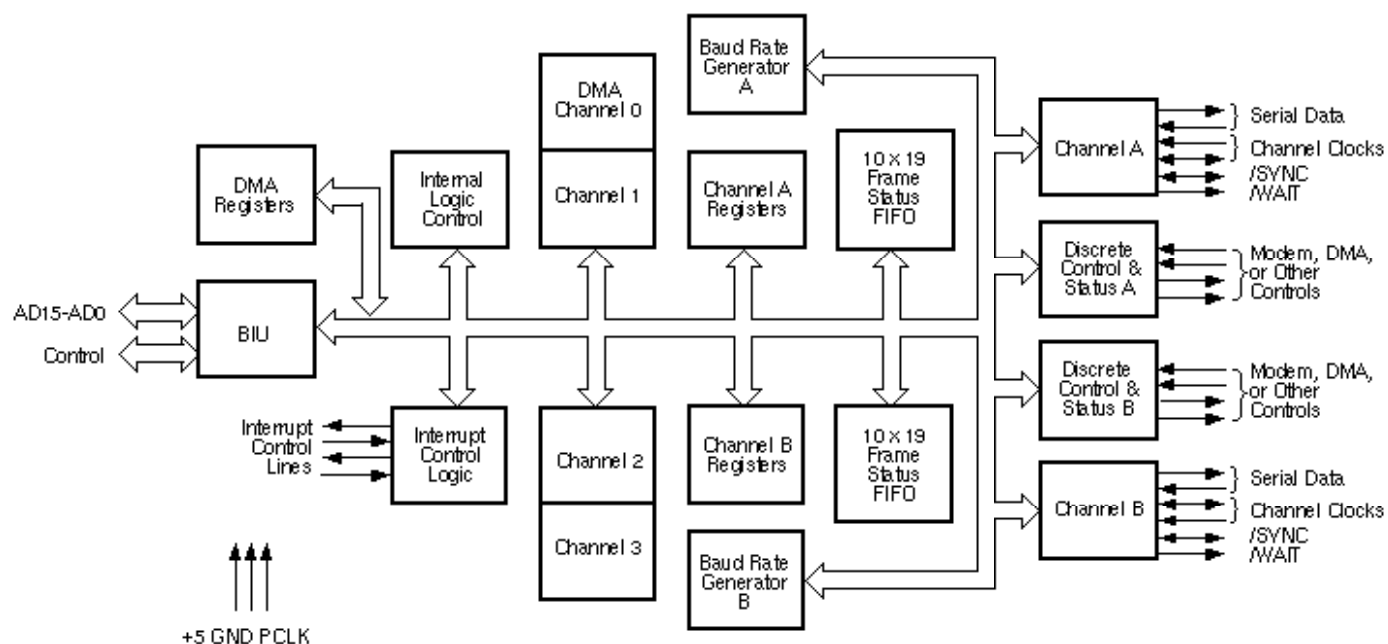 Baud Rate
Generator
A
DMA
Channel 0
Channel 1
DMA
Registers
Internal
Logic
Control
Channel A
Registers
10 x 19
Frame
Status
FIFO
Channel A
Serial Data
Channel Clocks
/SYNC
/WAIT
Discrete
Control &
Status A
Modem, DMA,
or Other
Controls
AD15-AD0
Control
BIU
Discrete
Control &
Status B
Modem, DMA,
or Other
Controls
Interrupt
Control
Lines
Interrupt
Control
Logic
Channel 2
Channel 3
Channel B
Registers
10 x 19
Frame
Status
FIFO
Channel B
Serial Data
Channel Clocks
/SYNC
/WAIT
Baud Rate
Generator
B
+5 GND PCLK